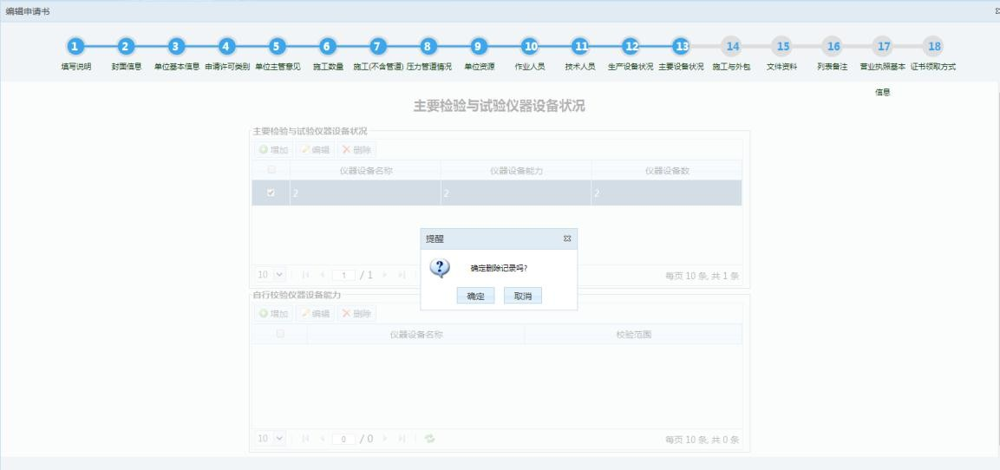 编辑申请书
1 2 3 4 5 6 7 8 9 10 11 12 13 14 15 16 17 18
填写说明 封面信息 单位基本信息 申请许可类别 单位主管意见 施工数量 施工(不含管道) 压力管道情况 单位资源 作业人员 技术人员 生产设备状况 主要设备状况 施工与外包 文件资料 列表备注 营业执照基本 证书领取方式
信息
主要检验与试验仪器设备状况
主要检验与试验仪器设备状况
增加 编辑 删除
仪器设备名称 仪器设备能力 仪器设备数
2 2 2
提醒
确定删除记录吗?
确定 取消
10 1 / 1 每页 10 条, 共 1 条
自行校验仪器设备能力
增加 编辑 删除
仪器设备名称 校验范围
10 0 / 0 每页 10 条, 共 0 条